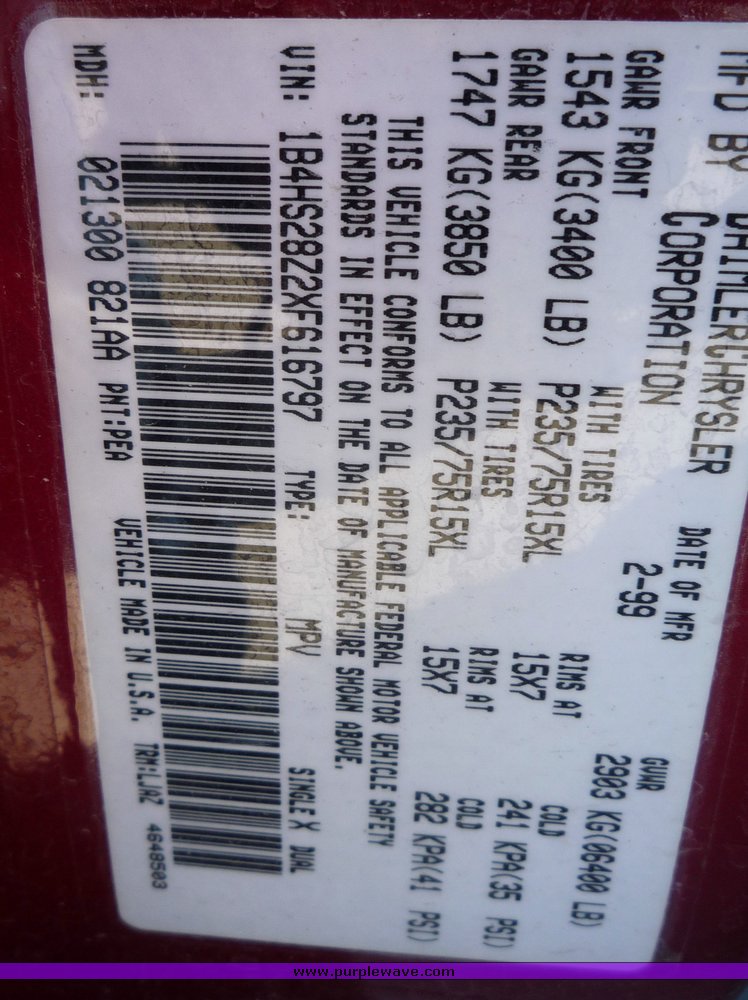 MFD BY DAIMLERCHRYSLER DATE OF MFR GVWR
CORPORATION 2-99 2903 KG(06400 LB)
GAWR FRONT WITH TIRES RIMS AT COLD
1543 KG(3400 LB) P235/75R15XL 15X7 241 KPA(35 PSI)
GAWR REAR WITH TIRES RIMS AT COLD
1747 KG(3850 LB) P235/75R15XL 15X7 282 KPA(41 PSI)
THIS VEHICLE CONFORMS TO ALL APPLICABLE FEDERAL MOTOR VEHICLE SAFETY
STANDARDS IN EFFECT ON THE DATE OF MANUFACTURE SHOWN ABOVE.
VIN: 1B4HS28Z2XF616797 TYPE: MPV SINGLE X DUAL
MDH: 021300 821AA PNT:PEA VEHICLE MADE IN U.S.A. TRM:LJAZ 4648503
www.purplewave.com